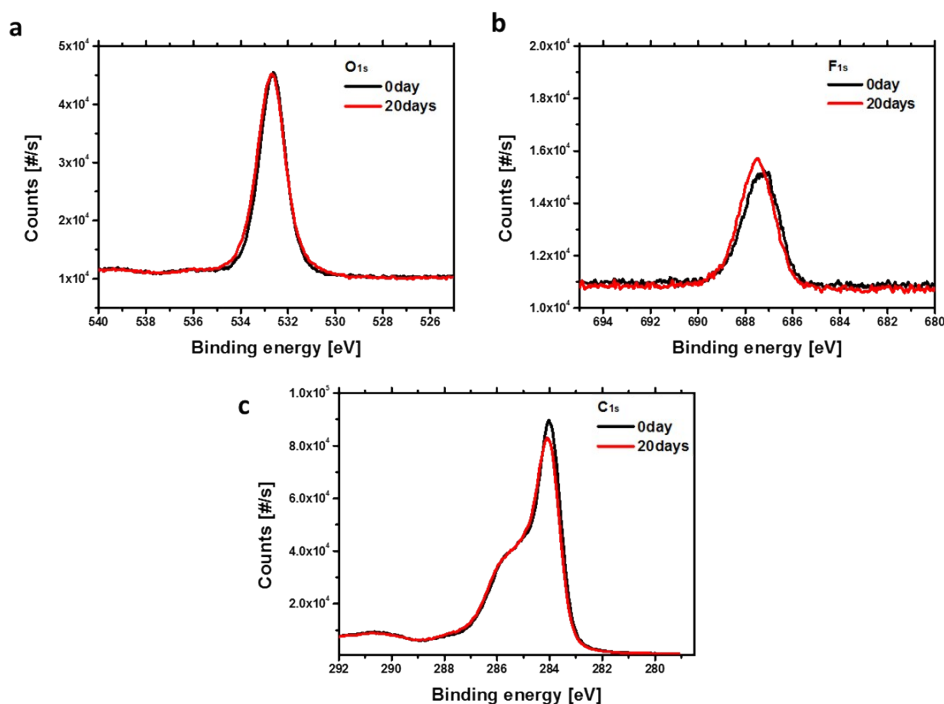 a
O1s
0day
20days
5x10⁴
4x10⁴
3x10⁴
2x10⁴
1x10⁴
Counts [#/s]
540 538 536 534 532 530 528 526
Binding energy [eV]
b
F1s
0day
20days
2.0x10⁴
1.8x10⁴
1.6x10⁴
1.4x10⁴
1.2x10⁴
1.0x10⁴
Counts [#/s]
694 692 690 688 686 684 682 680
Binding energy [eV]
c
C1s
0day
20days
1.0x10⁵
8.0x10⁴
6.0x10⁴
4.0x10⁴
2.0x10⁴
Counts [#/s]
292 290 288 286 284 282 280
Binding energy [eV]